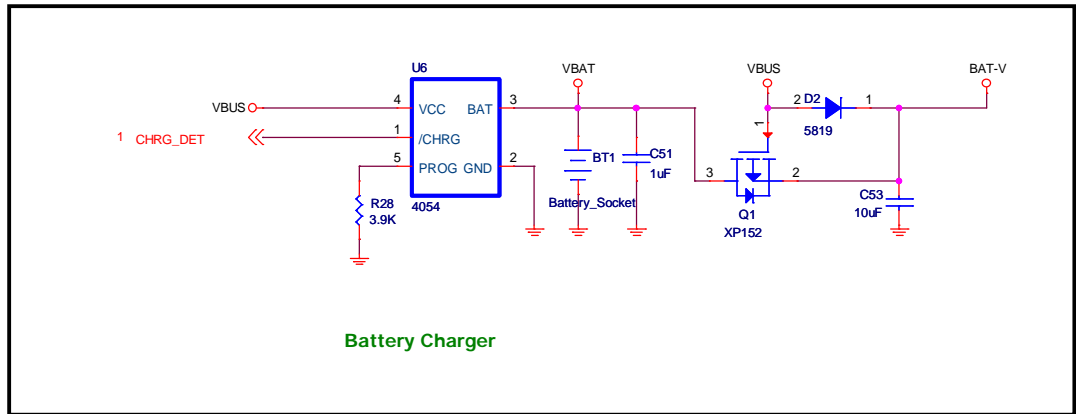 U6
VBAT
VBUS
BAT-V
VBUS
4
VCC
BAT
3
2
D2
1
5819
1 CHRG_DET
1
/CHRG
1
5
PROG
GND
2
BT1
C51
1uF
3
2
R28
3.9K
4054
Battery_Socket
Q1
XP152
C53
10uF
Battery Charger